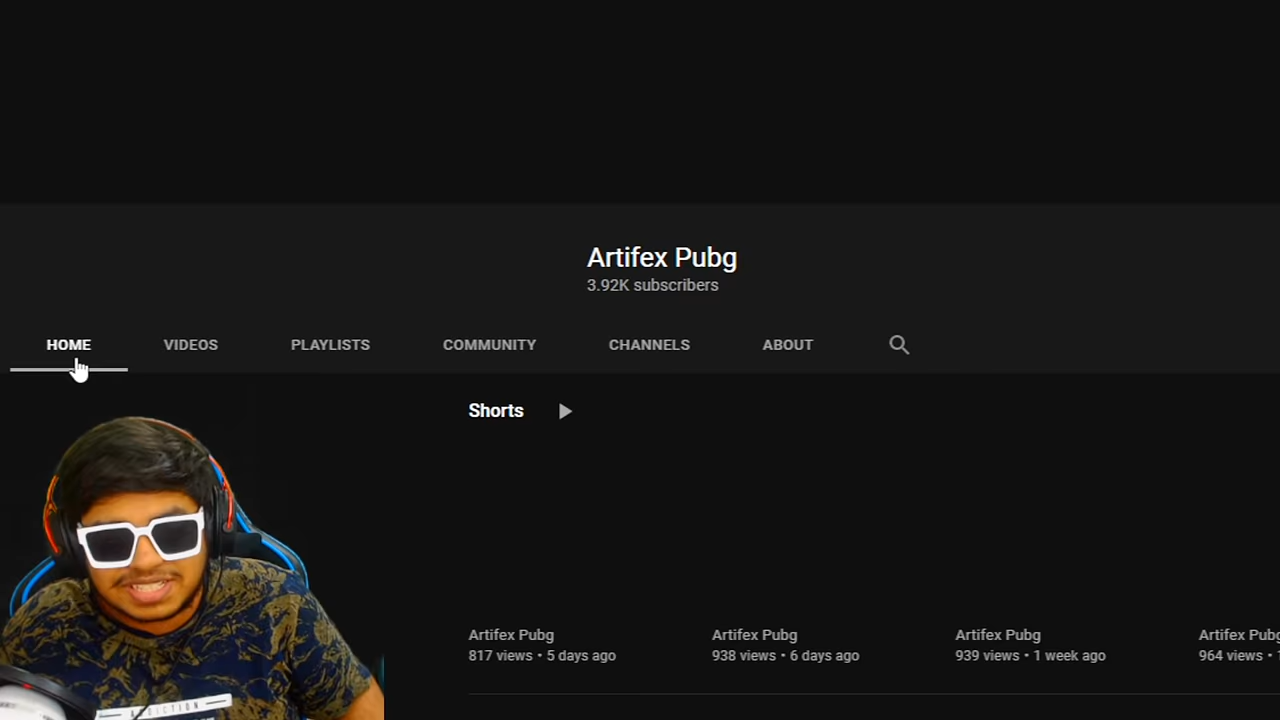 Artifex Pubg
3.92K subscribers
HOME VIDEOS PLAYLISTS COMMUNITY CHANNELS ABOUT
Shorts
Artifex Pubg Artifex Pubg Artifex Pubg Artifex Pubg
817 views • 5 days ago 938 views • 6 days ago 939 views • 1 week ago 964 views •